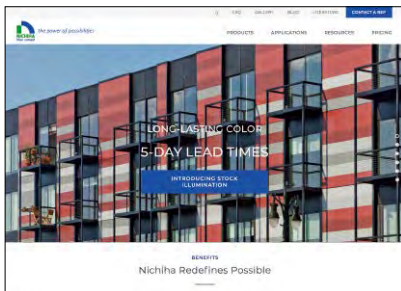 FAQ GALLERY BLOG LITERATURE CONTACT A REP
NICHIHA
the power of possibilities
PRODUCTS APPLICATIONS RESOURCES PRICING
LONG-LASTING COLOR
5-DAY LEAD TIMES
INTRODUCING STOCK
ILLUMINATION
BENEFITS
Nichiha Redefines Possible